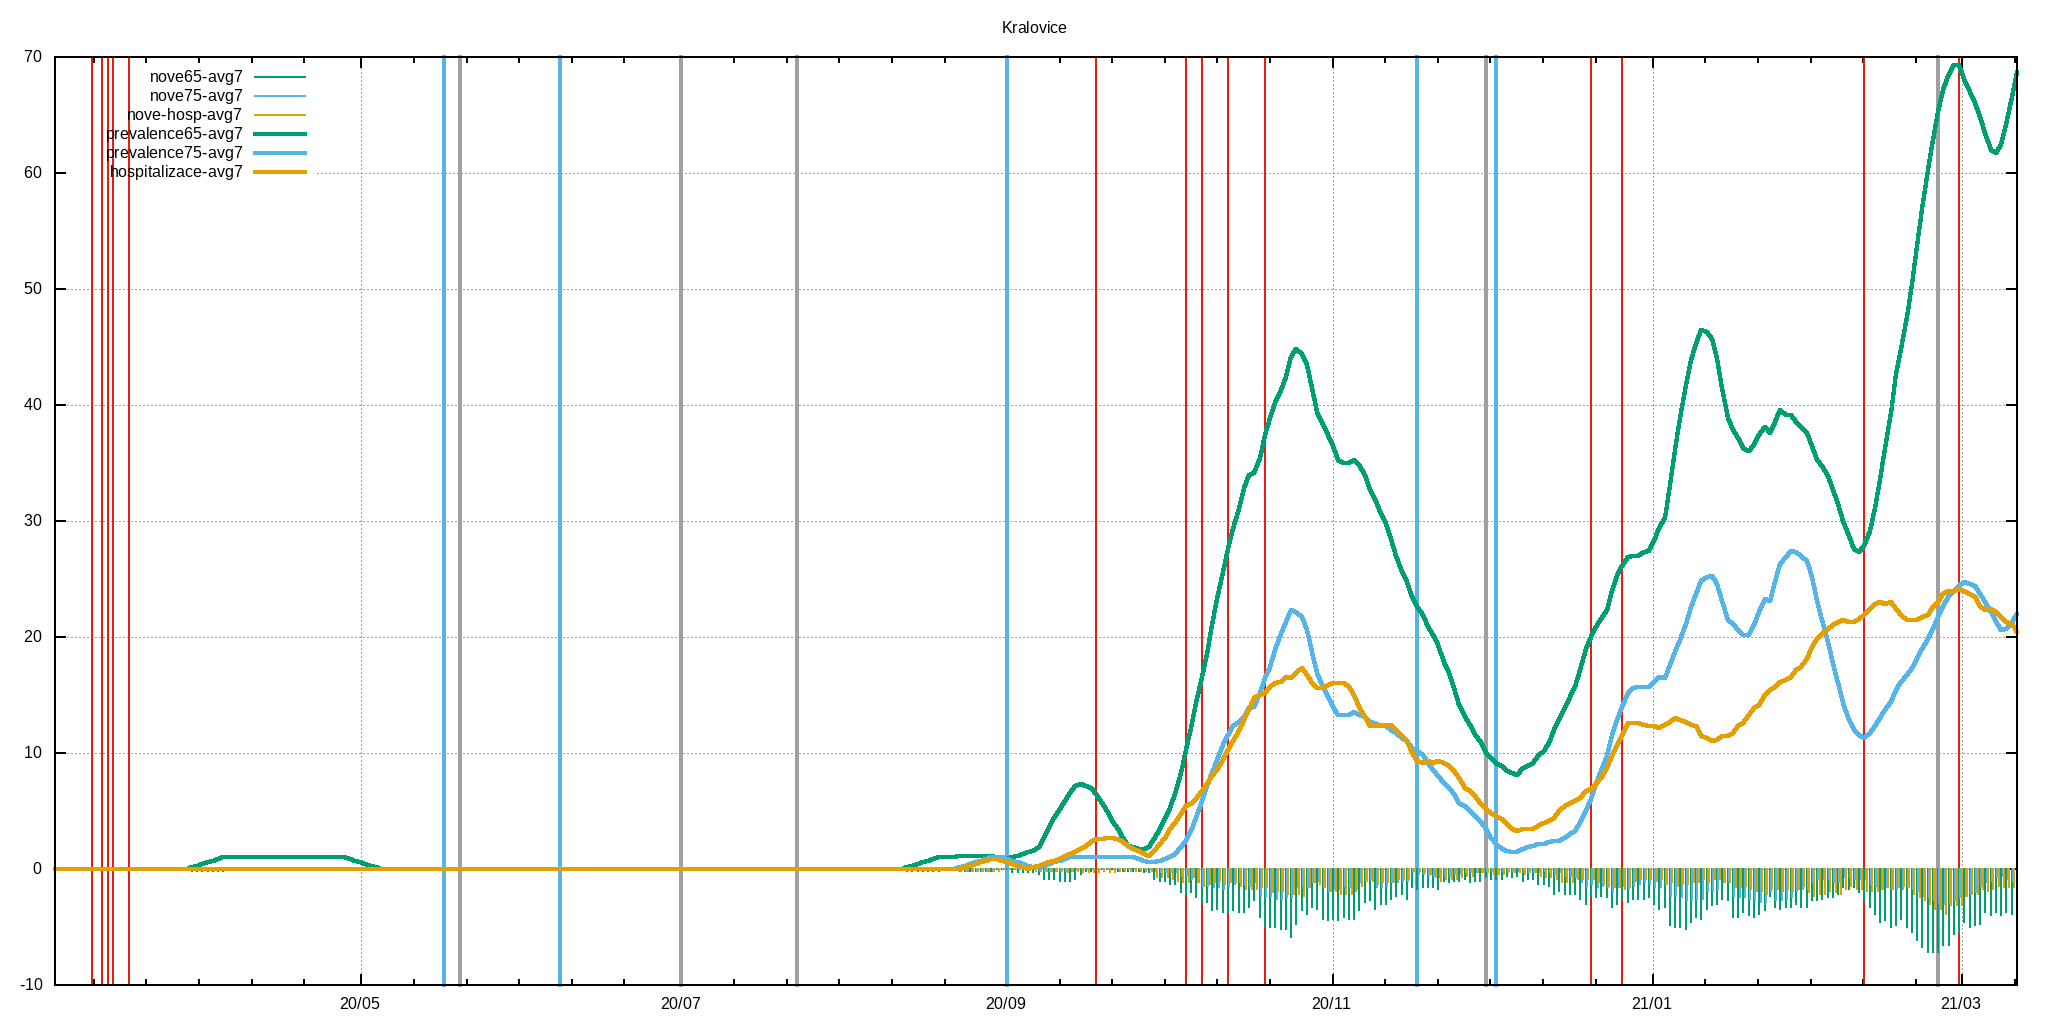 Kralovice
70
60
50
40
30
20
10
0
-10
nove65-avg7
nove75-avg7
nove-hosp-avg7
prevalence65-avg7
prevalence75-avg7
hospitalizace-avg7
20/05 20/07 20/09 20/11 21/01 21/03